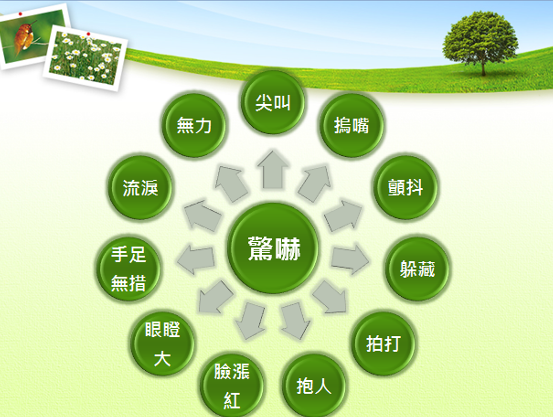 驚嚇
尖叫
摀嘴
顫抖
躲藏
拍打
抱人
臉漲
紅
眼瞪
大
手足
無措
流淚
無力